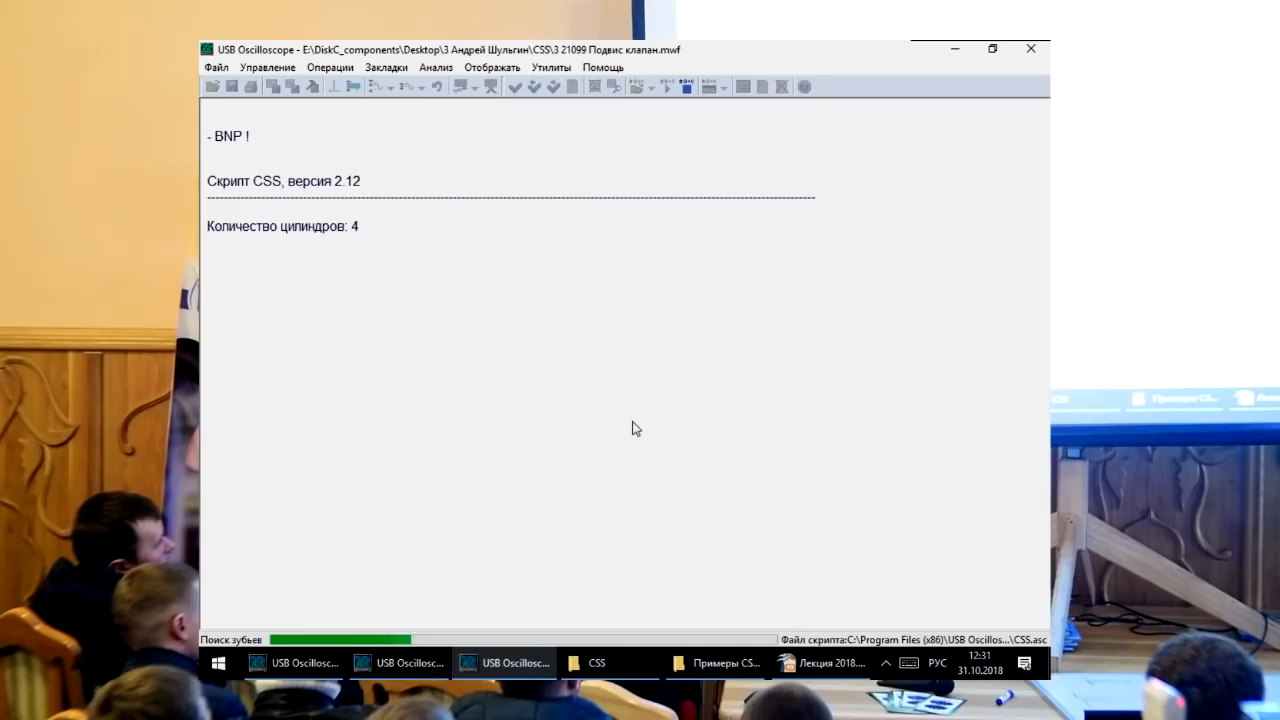 USB Oscilloscope - E:\DiskC_components\Desktop\3 Андрей Шульгин\CSS\3 21099 Подвис клапан.mwf
Файл Управление Операции Закладки Анализ Отображать Утилиты Помощь
- BNP !
Скрипт CSS, версия 2.12
Количество цилиндров: 4
Поиск зубьев
Файл скрипта:C:\Program Files (x86)\USB Oscillos...\CSS.asc
USB Oscillosc... USB Oscillosc... USB Oscillosc... CSS Примеры CS... Лекция 2018.... РУС 12:31
31.10.2018